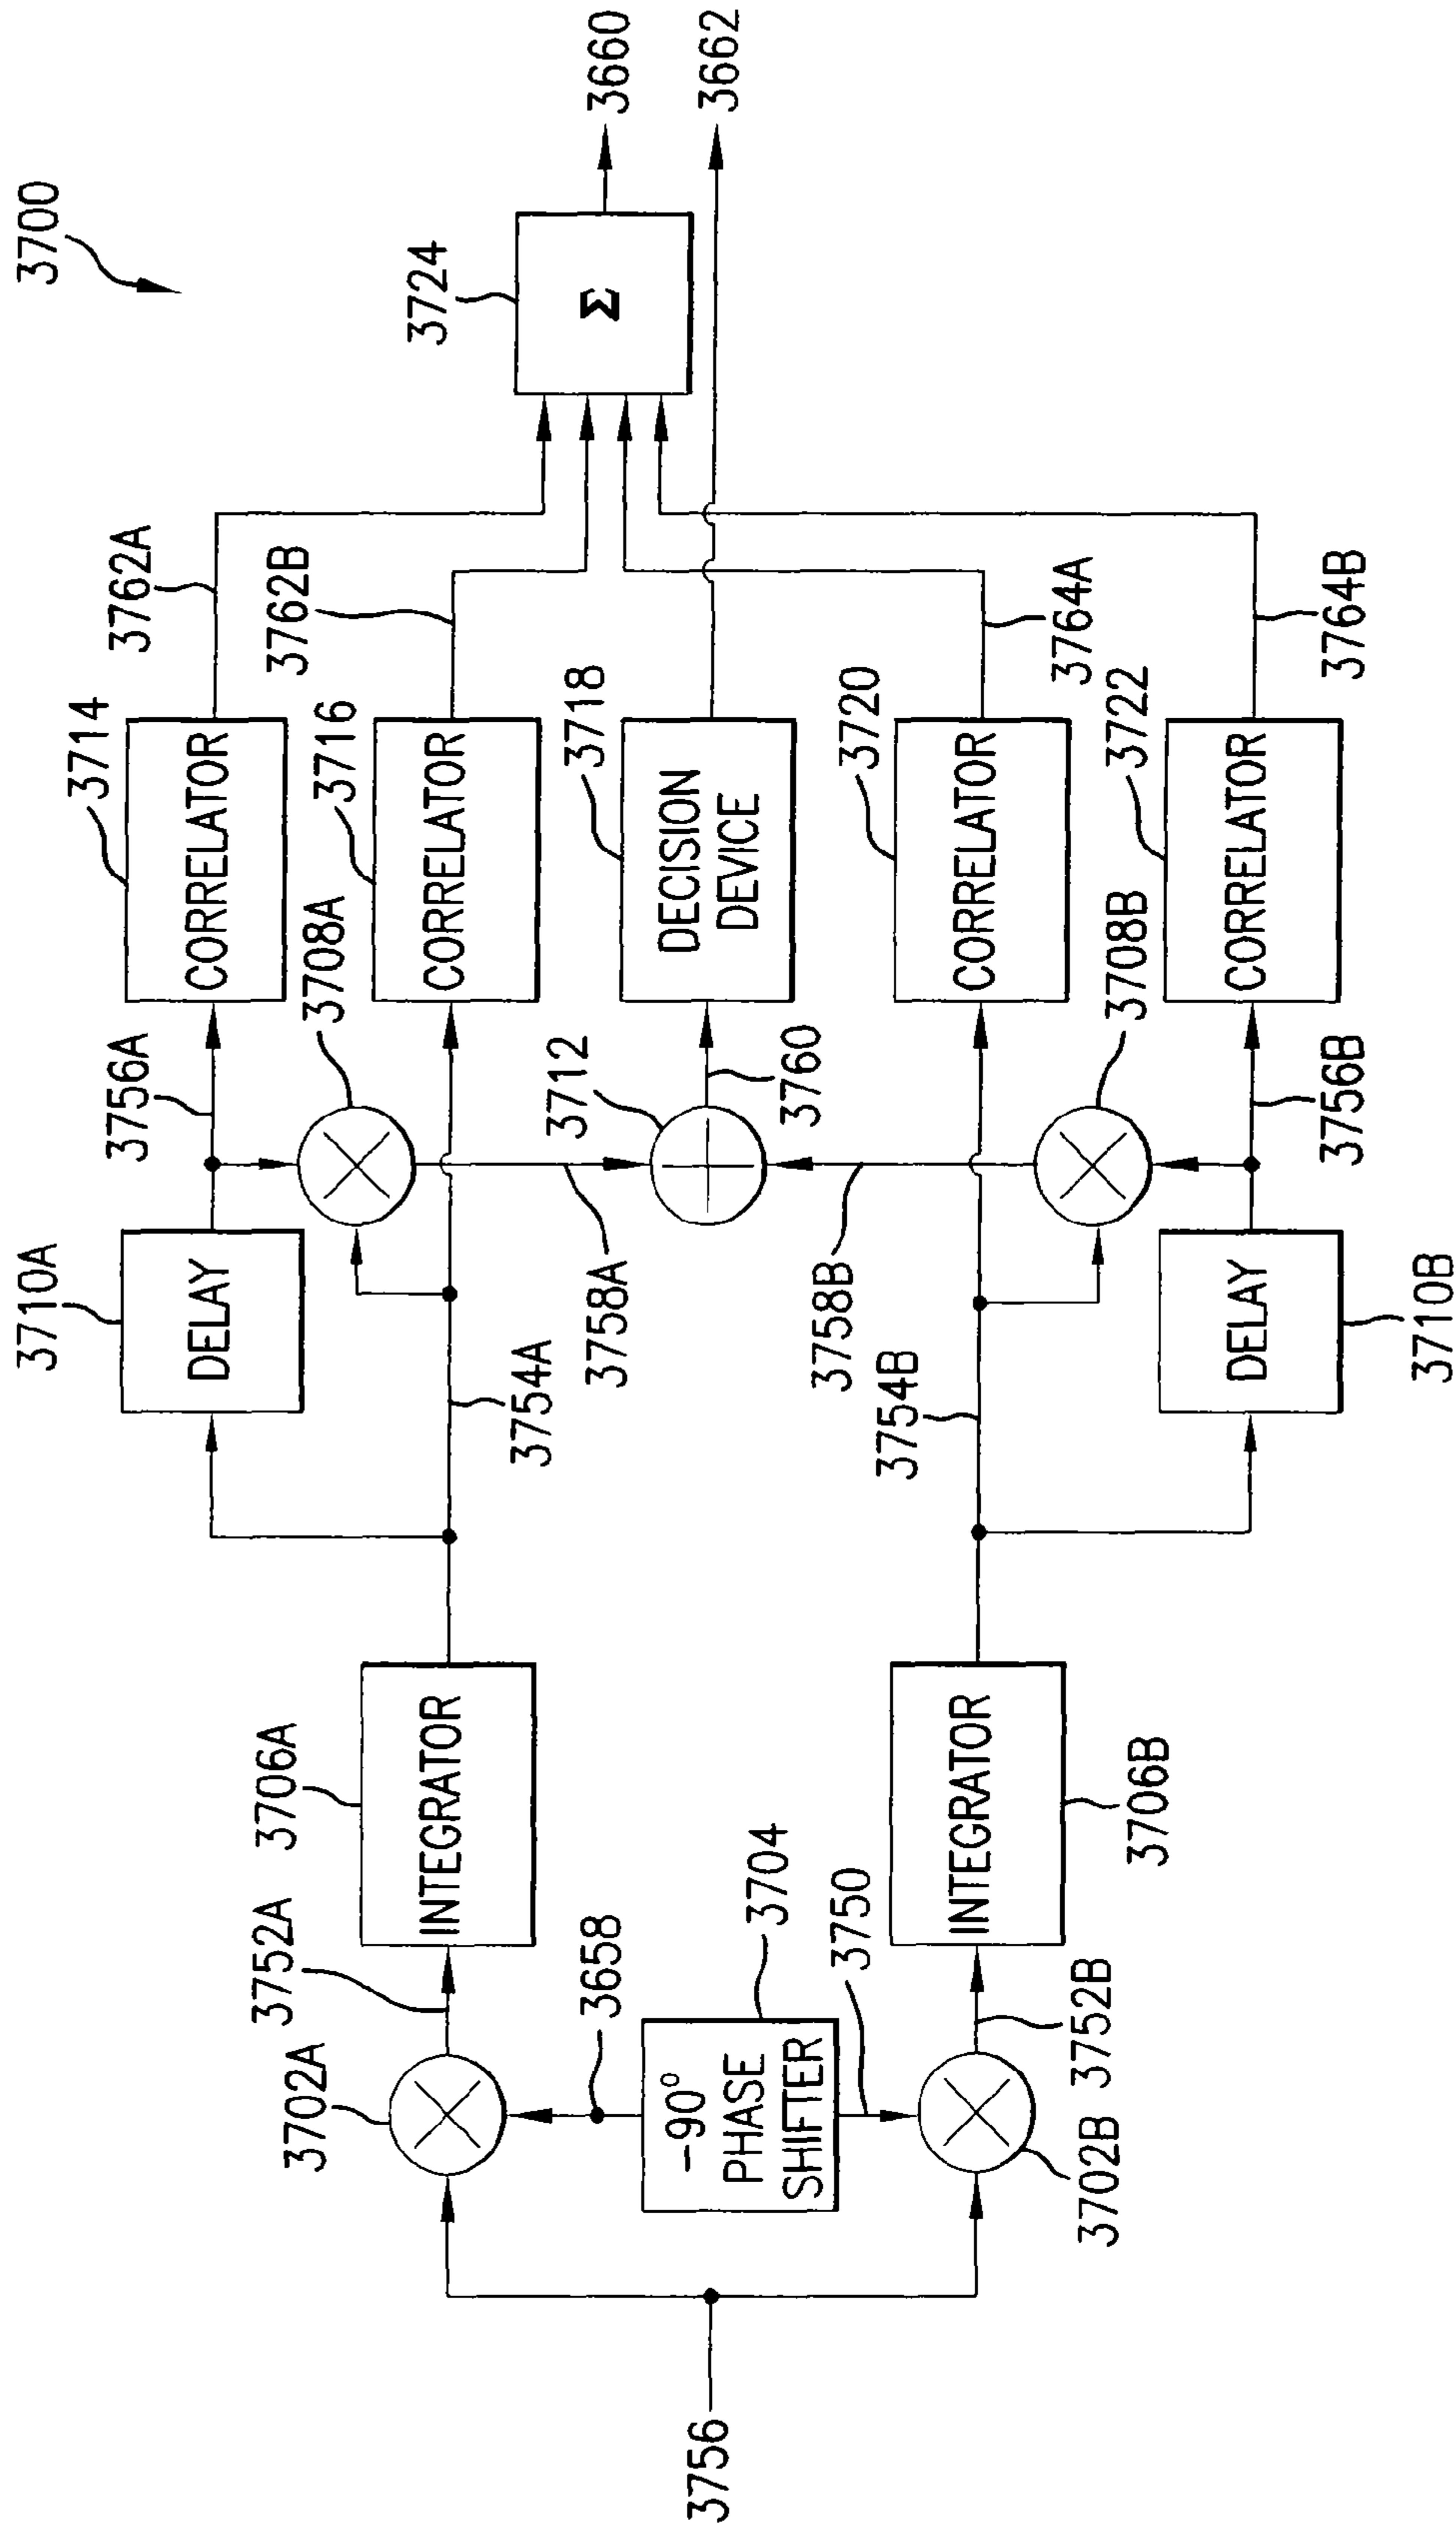 3700
3710A
DELAY
3756A
3714
CORRELATOR
3762A
3708A
3716
CORRELATOR
3762B
3724
Σ
3660
3662
3702A
3752A
3706A
INTEGRATOR
3754A
3758A
3712
3760
3718
DECISION
DEVICE
3756
3658
-90°
PHASE
SHIFTER
3704
3750
3702B
3752B
INTEGRATOR
3706B
3754B
3758B
3720
CORRELATOR
3764A
3708B
3722
CORRELATOR
3764B
DELAY
3710B
3756B